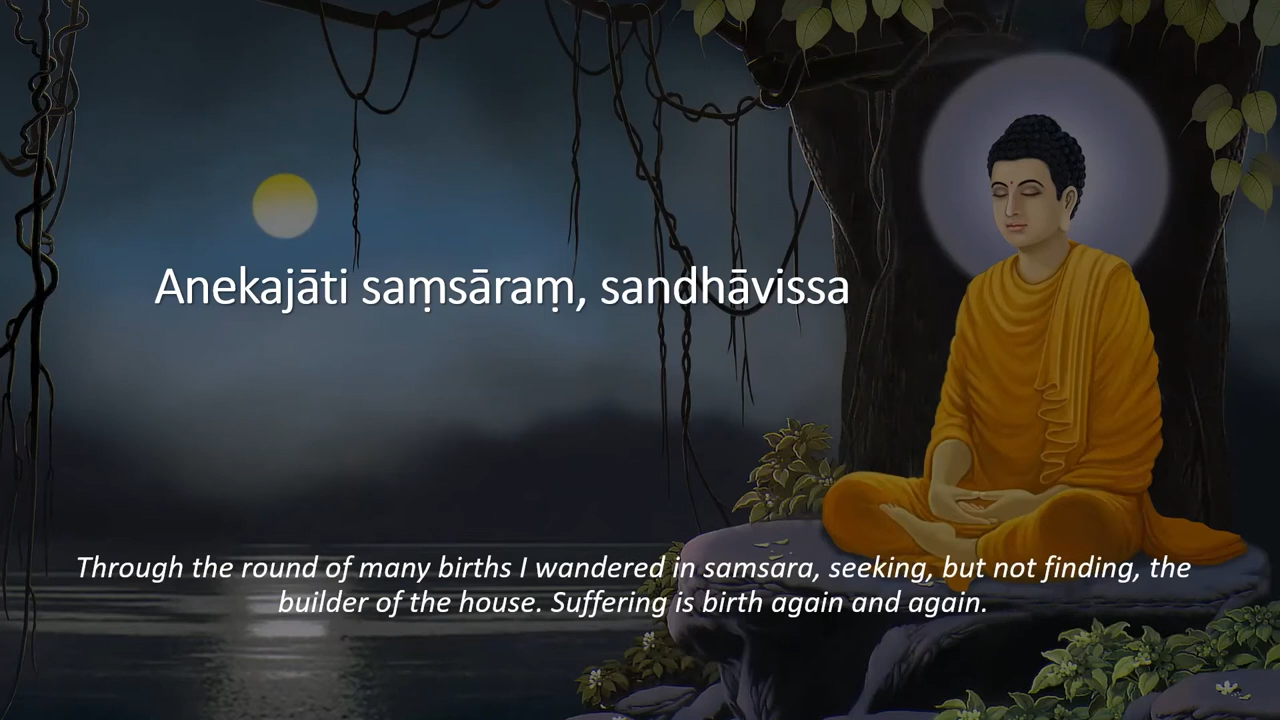 Anekajāti saṃsāraṃ, sandhāvissa
Through the round of many births I wandered in samsara, seeking, but not finding, the
builder of the house. Suffering is birth again and again.